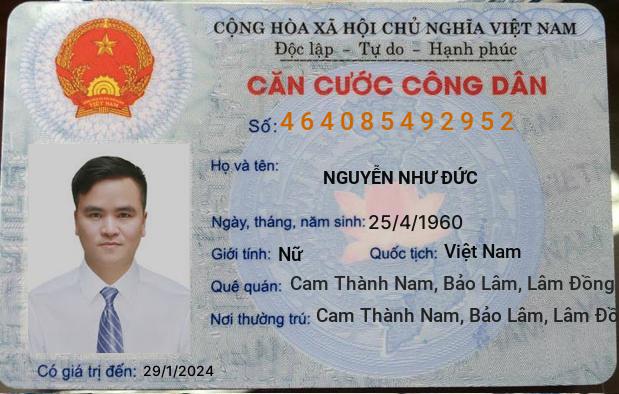 CỘNG HÒA XÃ HỘI CHỦ NGHĨA VIỆT NAM
Độc lập - Tự do - Hạnh phúc
VIỆT NAM
CĂN CƯỚC CÔNG DÂN
Số: 464085492952
Họ và tên:
NGUYỄN NHƯ ĐỨC
Ngày, tháng, năm sinh: 25/4/1960
Giới tính: Nữ Quốc tịch: Việt Nam
Quê quán: Cam Thành Nam, Bảo Lâm, Lâm Đồng
Nơi thường trú: Cam Thành Nam, Bảo Lâm, Lâm Đồ
Có giá trị đến: 29/1/2024